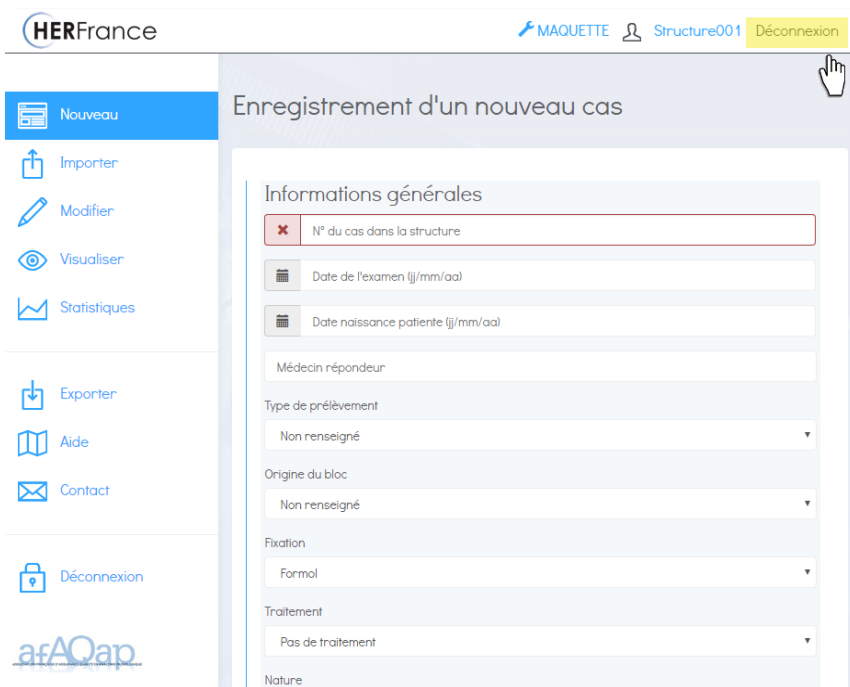 HERFrance
MAQUETTE Structure001 Déconnexion
Nouveau
Importer
Modifier
Visualiser
Statistiques
Exporter
Aide
Contact
Déconnexion
afAQap
Enregistrement d'un nouveau cas
Informations générales
N° du cas dans la structure
Date de l'examen (jj/mm/aa)
Date naissance patiente (jj/mm/aa)
Médecin répondeur
Type de prélèvement
Non renseigné
Origine du bloc
Non renseigné
Fixation
Formol
Traitement
Pas de traitement
Nature